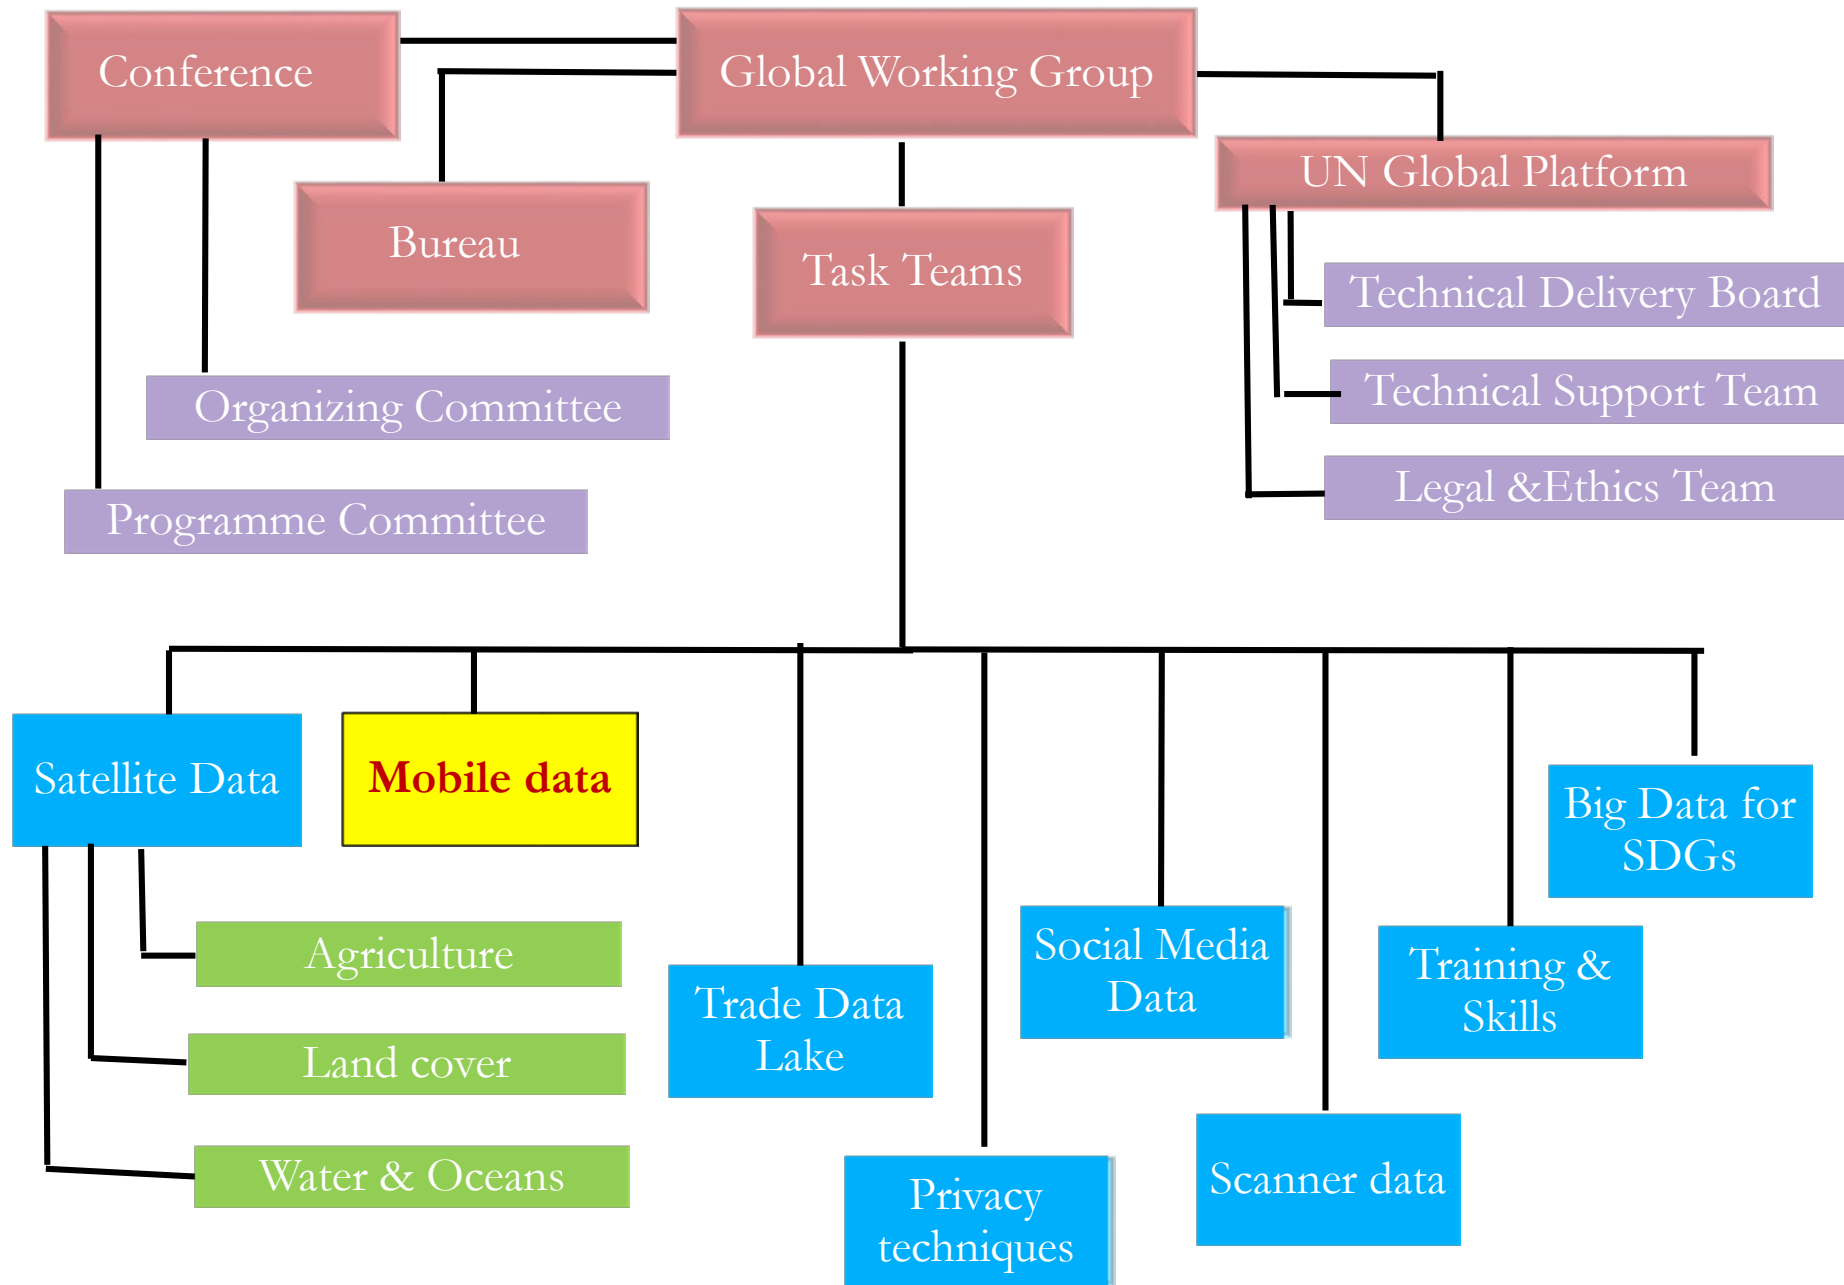 Conference
Global Working Group
UN Global Platform
Bureau
Task Teams
Technical Delivery Board
Organizing Committee
Technical Support Team
Programme Committee
Legal &Ethics Team
Satellite Data
Mobile data
Big Data for
SDGs
Agriculture
Land cover
Water & Oceans
Trade Data
Lake
Social Media
Data
Training &
Skills
Privacy
techniques
Scanner data